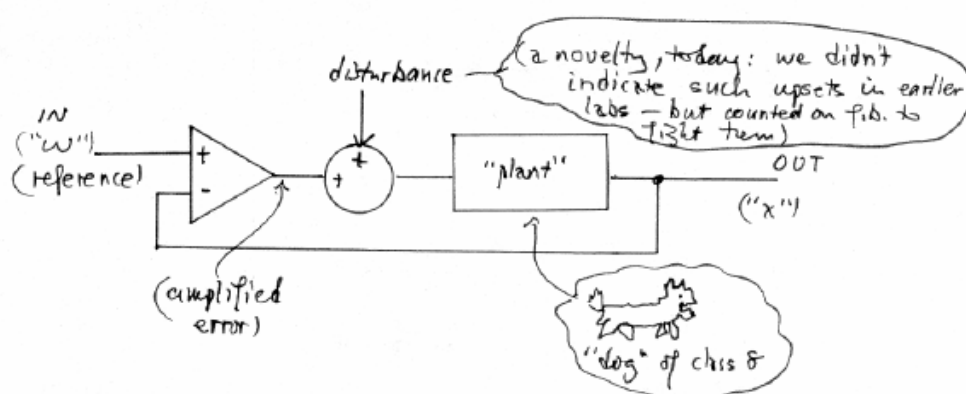 (a novelty, today: we didn't
indicate such upsets in earlier
labs – but counted on f.b. to
fight them)
disturbance
IN
("w")
(reference)
+
-
+
+
"plant"
OUT
("x")
(amplified
error)
"dog" of class 8